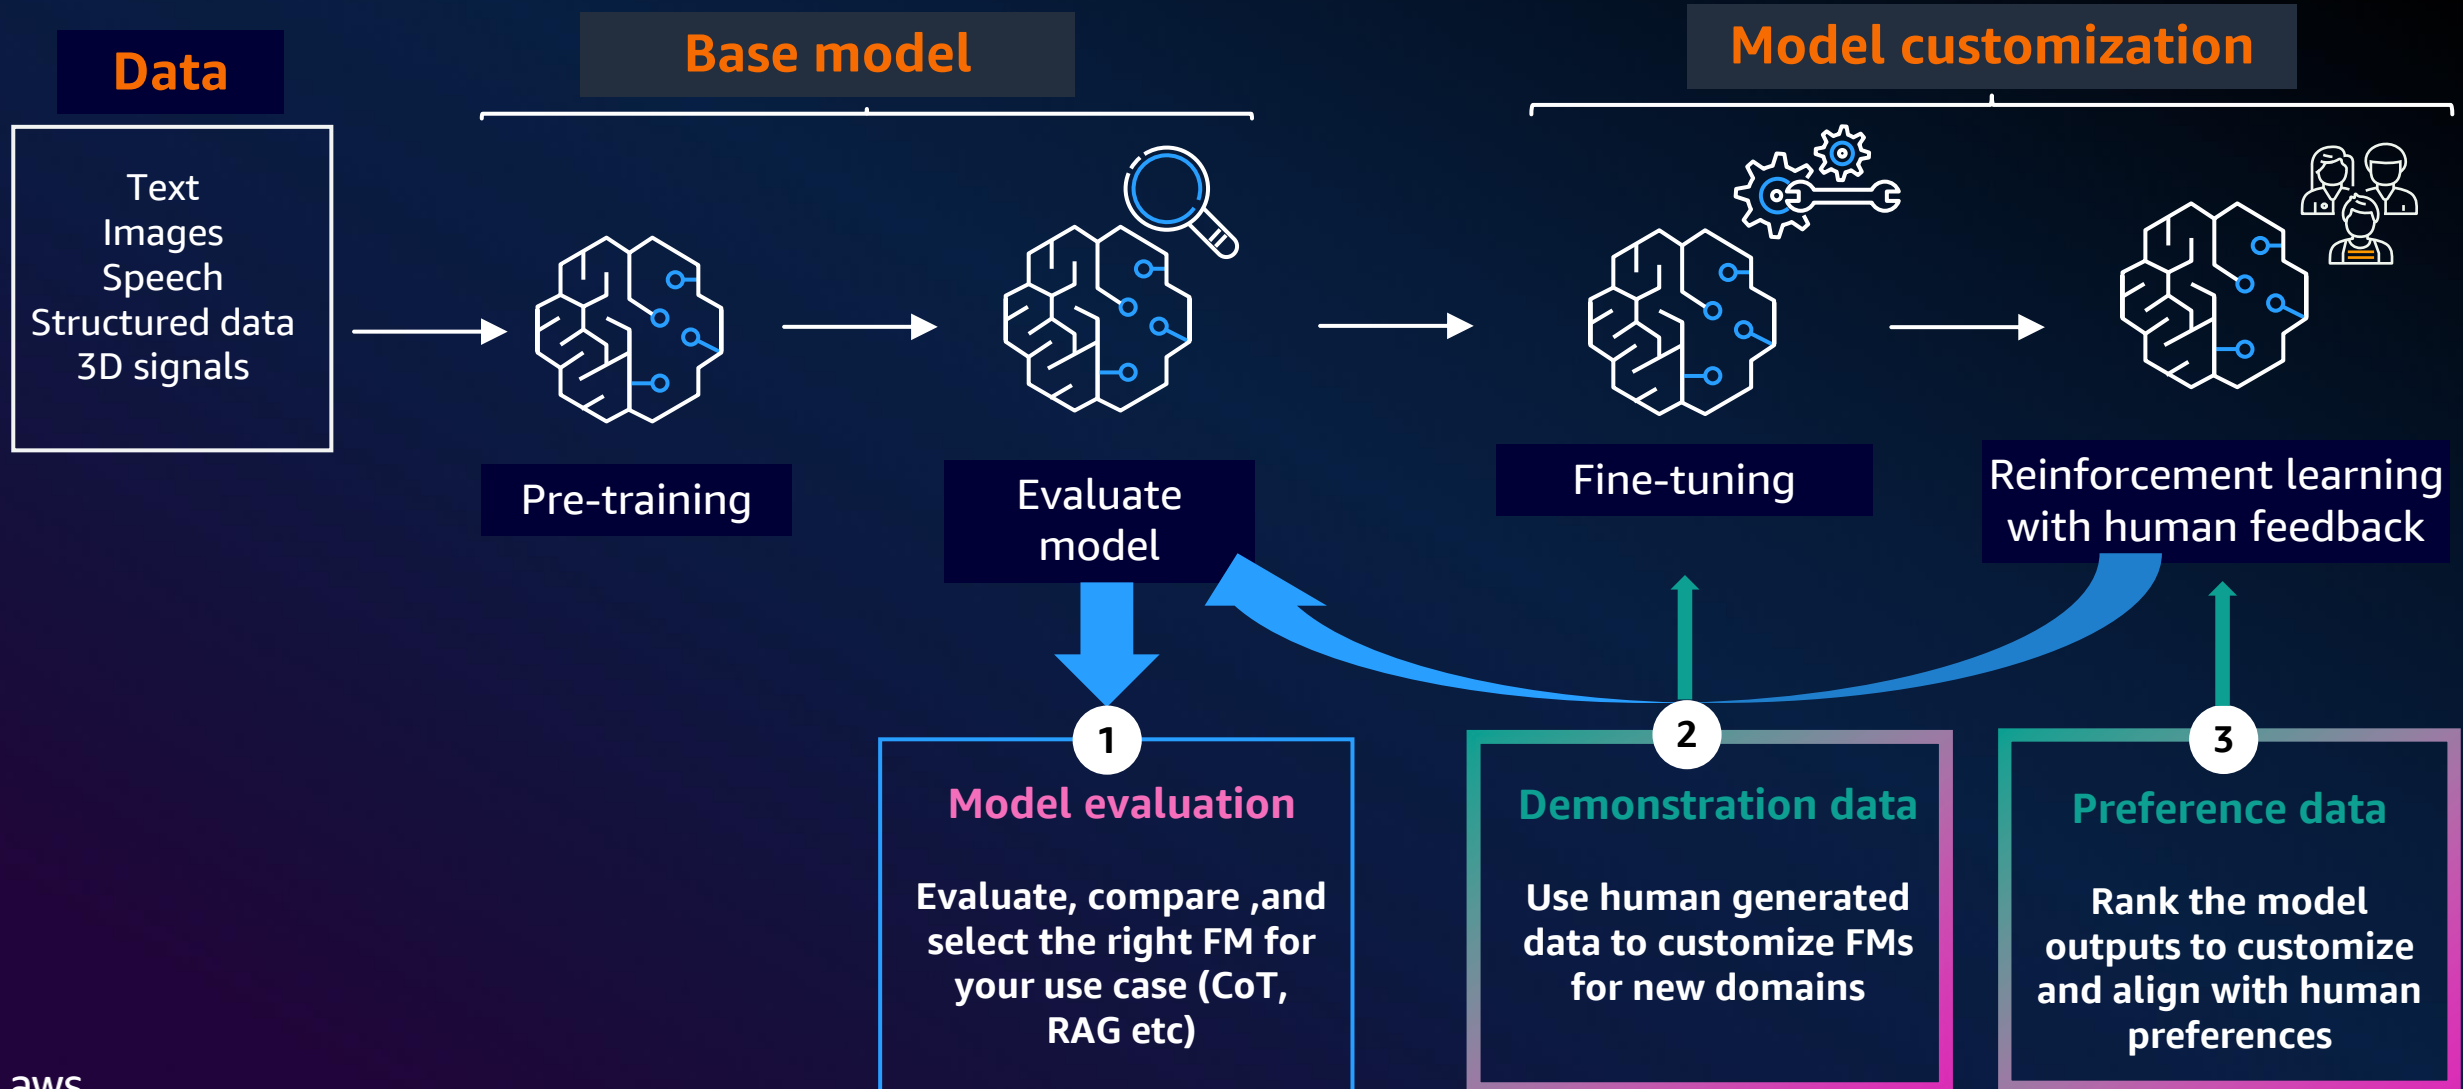 Data
Base model
Model customization
Text
Images
Speech
Structured data
3D signals
Pre-training
Evaluate
model
Fine-tuning
Reinforcement learning
with human feedback
1
Model evaluation
Evaluate, compare ,and
select the right FM for
your use case (CoT,
RAG etc)
2
Demonstration data
Use human generated
data to customize FMs
for new domains
3
Preference data
Rank the model
outputs to customize
and align with human
preferences
aws